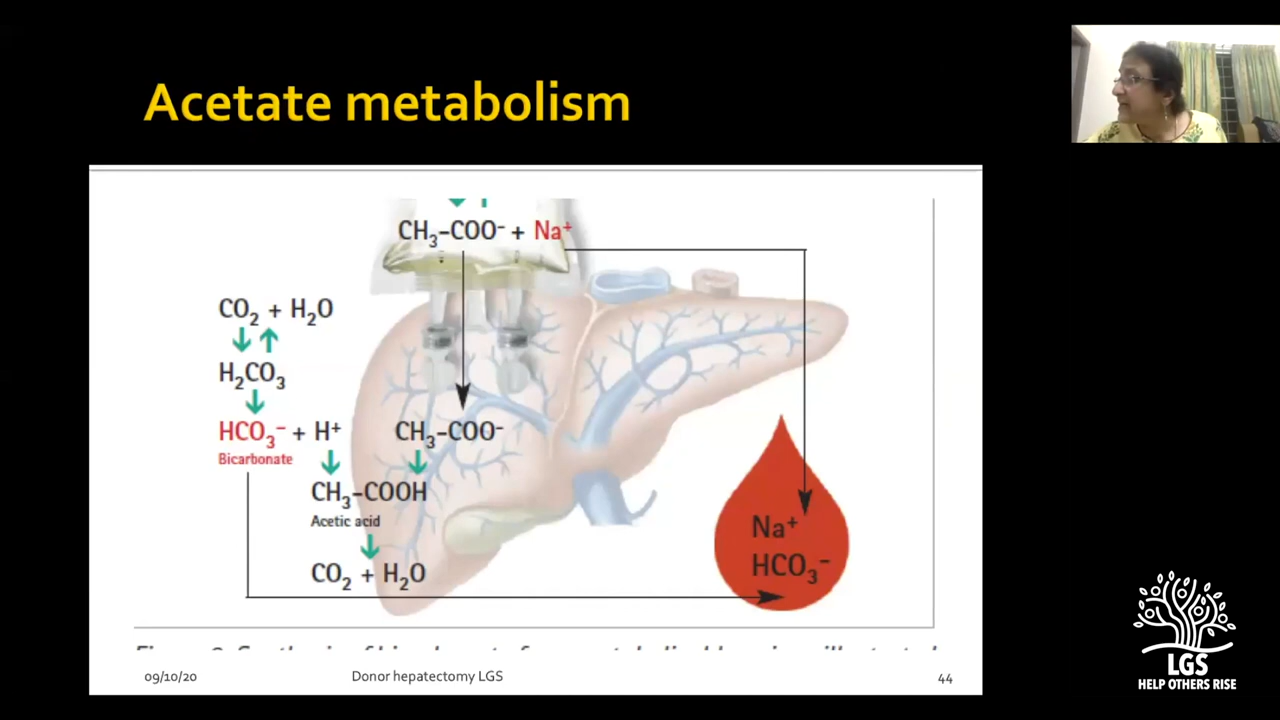 Acetate metabolism
CH₃–COO⁻ + Na⁺
CO₂ + H₂O
H₂CO₃
HCO₃⁻ + H⁺
Bicarbonate
CH₃–COO⁻
CH₃–COOH
Acetic acid
CO₂ + H₂O
Na⁺
HCO₃⁻
09/10/20
Donor hepatectomy LGS
44
LGS
HELP OTHERS RISE